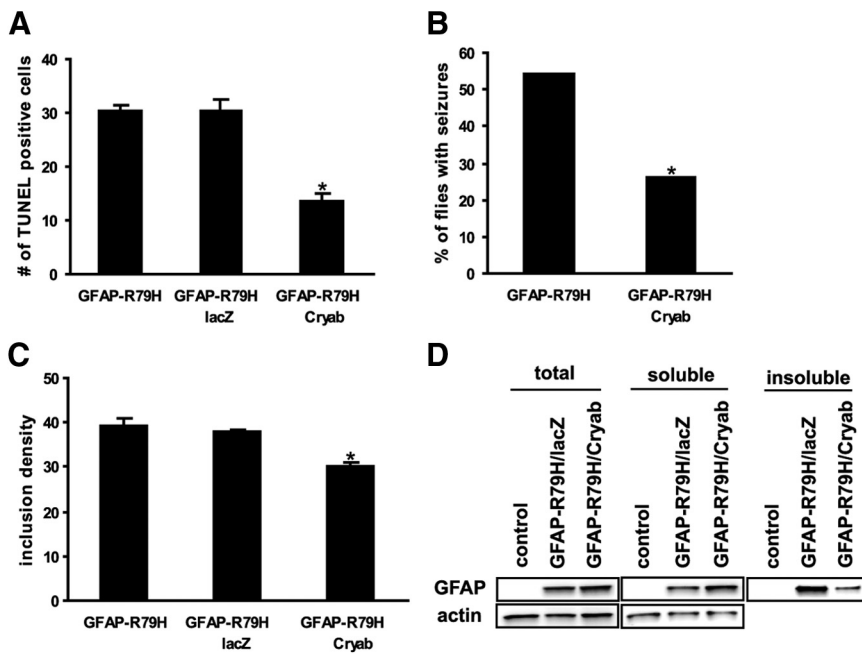 A
# of TUNEL positive cells
40
30
20
10
0
GFAP-R79H
GFAP-R79H
lacZ
*
GFAP-R79H
Cryab
B
% of flies with seizures
60
50
40
30
20
10
0
GFAP-R79H
*
GFAP-R79H
Cryab
C
inclusion density
50
40
30
20
10
0
GFAP-R79H
GFAP-R79H
lacZ
*
GFAP-R79H
Cryab
D
total
soluble
insoluble
control
GFAP-R79H/lacZ
GFAP-R79H/Cryab
control
GFAP-R79H/lacZ
GFAP-R79H/Cryab
control
GFAP-R79H/lacZ
GFAP-R79H/Cryab
GFAP
actin